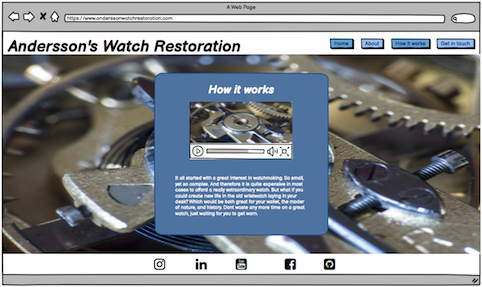 A Web Page
https://www.anderssonwatchrestoration.com
Andersson's Watch Restoration
Home
About
How it works
Get in touch
How it works
It all started with a great interest in watchmaking. So small,
yet so complex. And therefore it is quite expensive in most
cases to afford a really extraordinary watch. But what if you
could create new life in the old wristwatch laying in your
desk? Which would be both great for your wallet, the moder
of nature, and history. Dont waste any more time on a great
watch, just waiting for you to get worn.